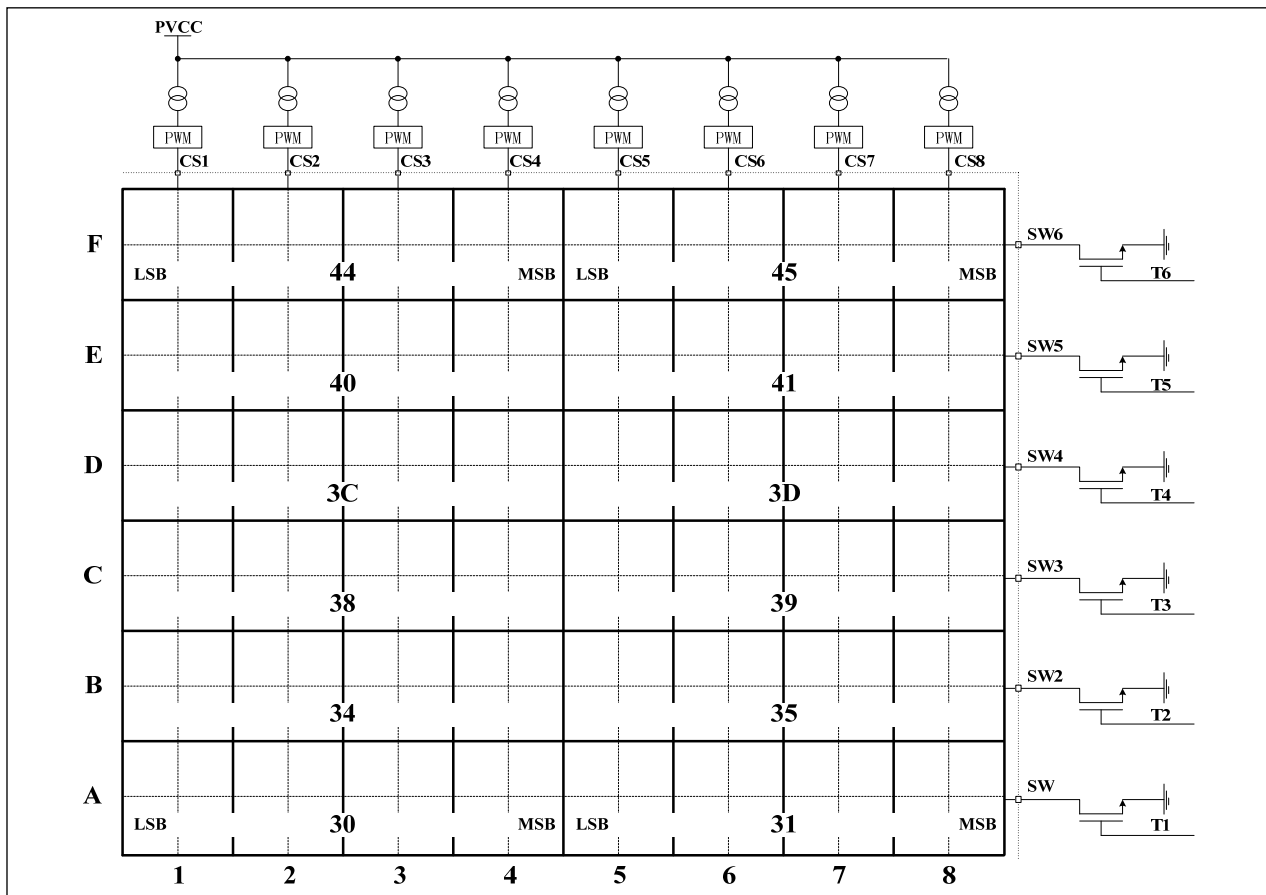 PVCC
PWM PWM PWM PWM PWM PWM PWM PWM
CS1 CS2 CS3 CS4 CS5 CS6 CS7 CS8
F
SW6
LSB 44 MSB LSB 45 MSB
T6
E
SW5
40 41
T5
D
SW4
3C 3D
T4
C
SW3
38 39
T3
B
SW2
34 35
T2
A
SW
LSB 30 MSB LSB 31 MSB
T1
1 2 3 4 5 6 7 8